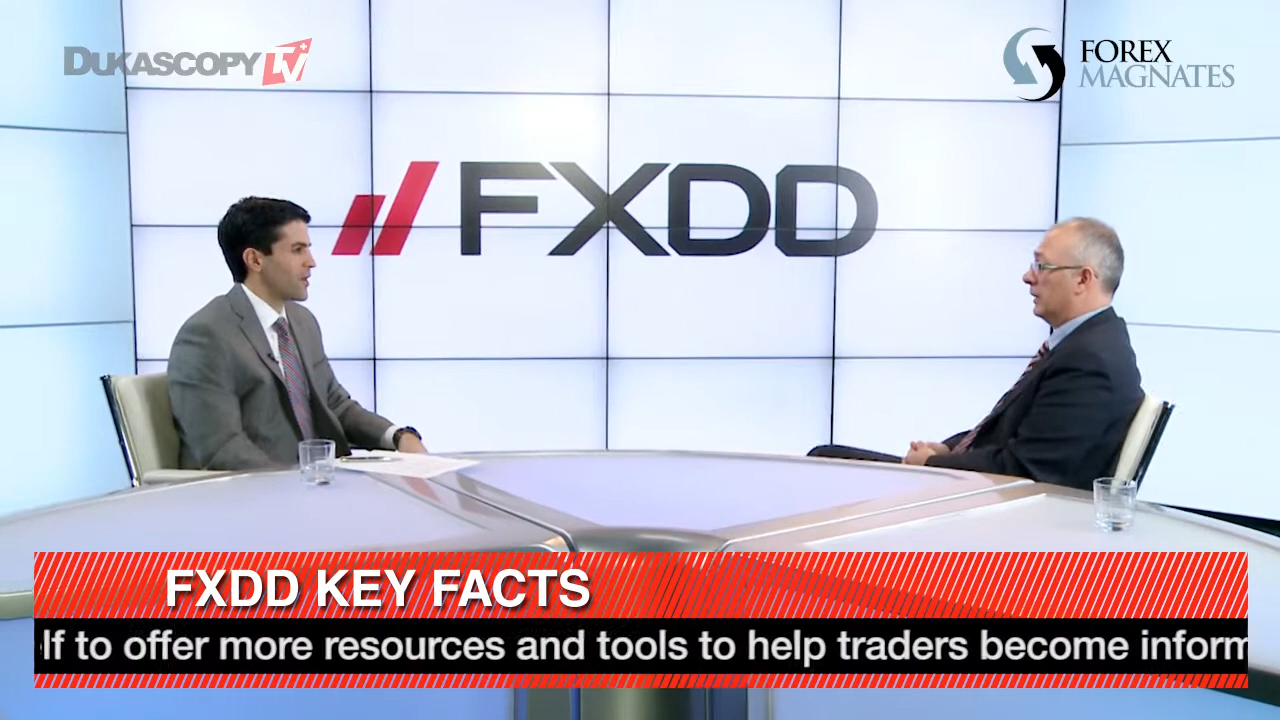 DUKASCOPY TV
FOREX
MAGNATES
FXDD
FXDD KEY FACTS
lf to offer more resources and tools to help traders become inform